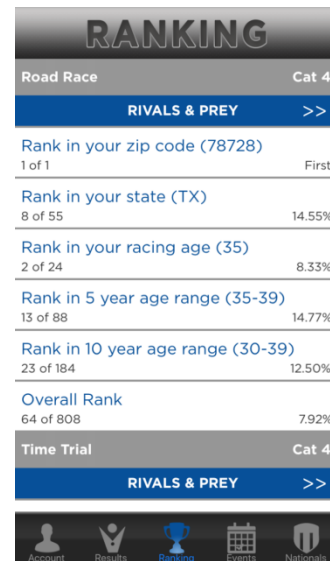 RANKING
Road Race Cat 4
RIVALS & PREY >>
Rank in your zip code (78728)
1 of 1 First
Rank in your state (TX)
8 of 55 14.55%
Rank in your racing age (35)
2 of 24 8.33%
Rank in 5 year age range (35-39)
13 of 88 14.77%
Rank in 10 year age range (30-39)
23 of 184 12.50%
Overall Rank
64 of 808 7.92%
Time Trial Cat 4
RIVALS & PREY >>
Account Results Ranking Events Nationals